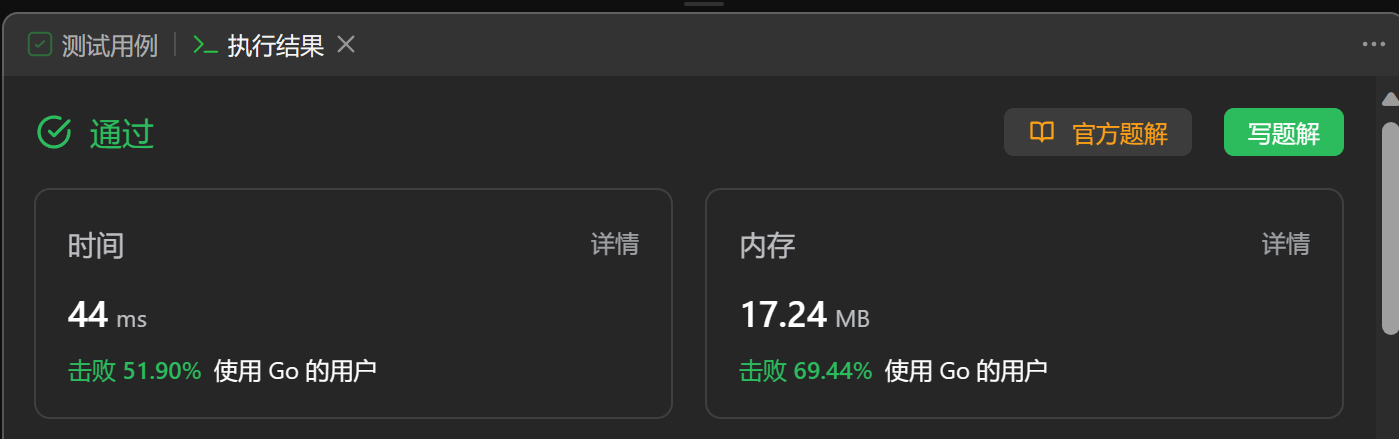 测试用例 执行结果
通过 官方题解 写题解
时间 详情
44 ms
击败 51.90% 使用 Go 的用户
内存 详情
17.24 MB
击败 69.44% 使用 Go 的用户